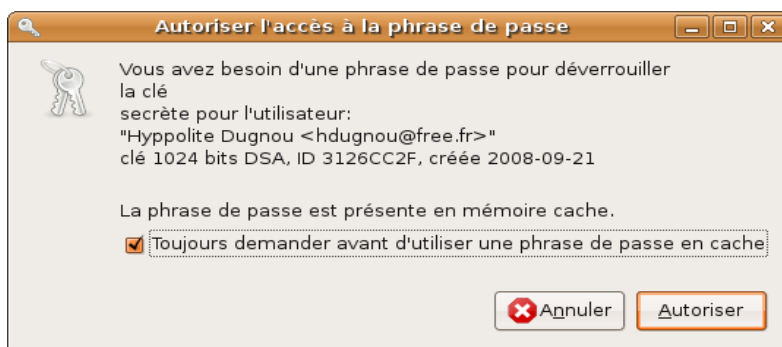 Autoriser l'accès à la phrase de passe
Vous avez besoin d'une phrase de passe pour déverrouiller
la clé
secrète pour l'utilisateur:
"Hyppolite Dugnou <hdugnou@free.fr>"
clé 1024 bits DSA, ID 3126CC2F, créée 2008-09-21
La phrase de passe est présente en mémoire cache.
Toujours demander avant d'utiliser une phrase de passe en cache
Annuler Autoriser